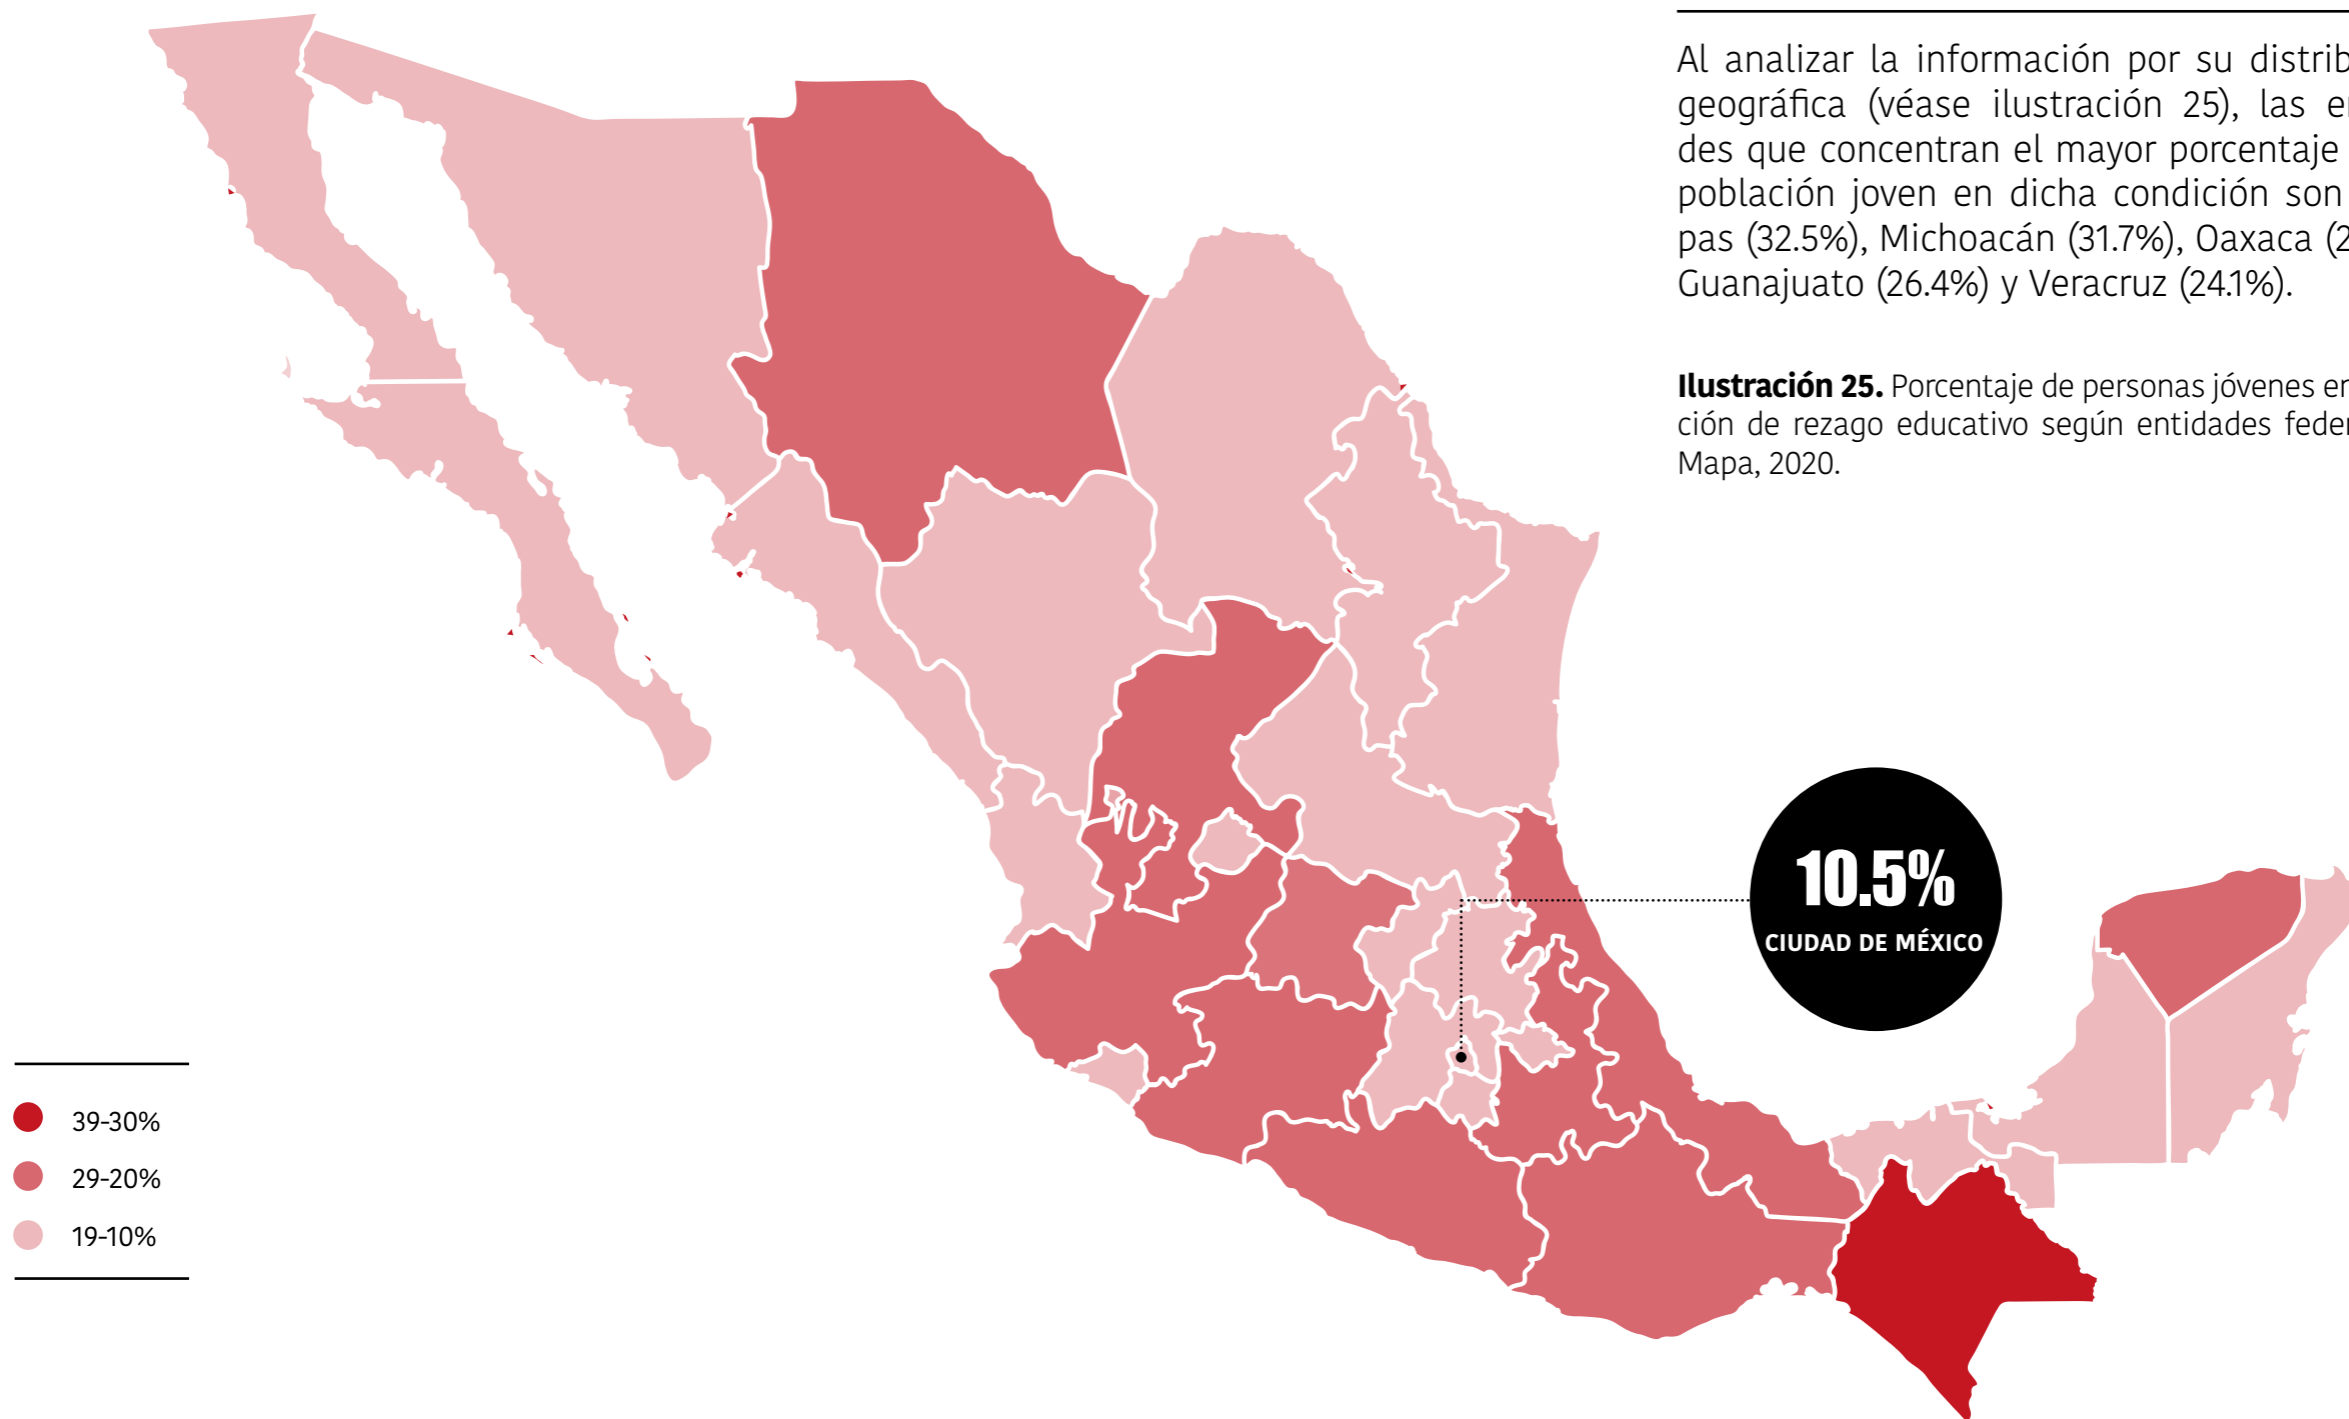 Al analizar la información por su distrib
geográfica (véase ilustración 25), las en
des que concentran el mayor porcentaje
población joven en dicha condición son
pas (32.5%), Michoacán (31.7%), Oaxaca (2
Guanajuato (26.4%) y Veracruz (24.1%).
Ilustración 25. Porcentaje de personas jóvenes en
ción de rezago educativo según entidades feder
Mapa, 2020.
10.5%
CIUDAD DE MÉXICO
39-30%
29-20%
19-10%